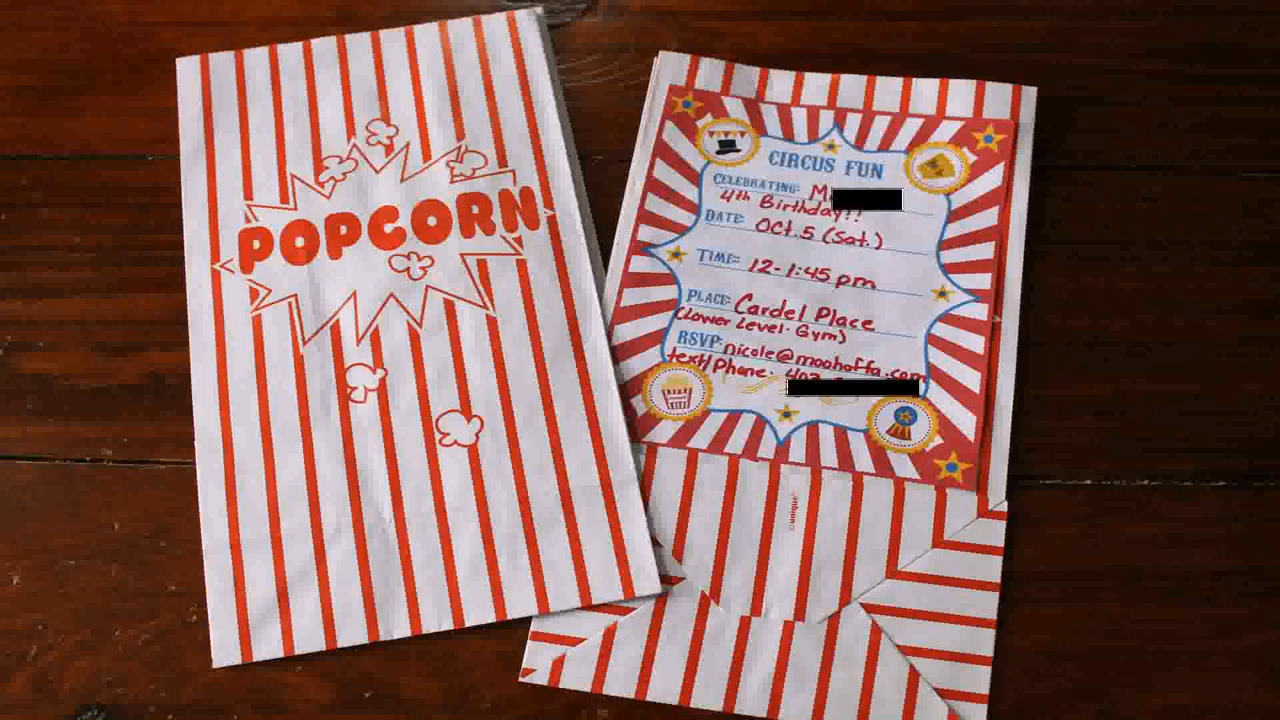 POPCORN
CIRCUS FUN
CELEBRATING: M
4th Birthday!!
DATE: Oct. 5 (Sat.)
TIME: 12-1:45 pm
PLACE: Cardel Place
(Lower Level- Gym)
RSVP: nicole@moohoffa.com
text/Phone:
©unique